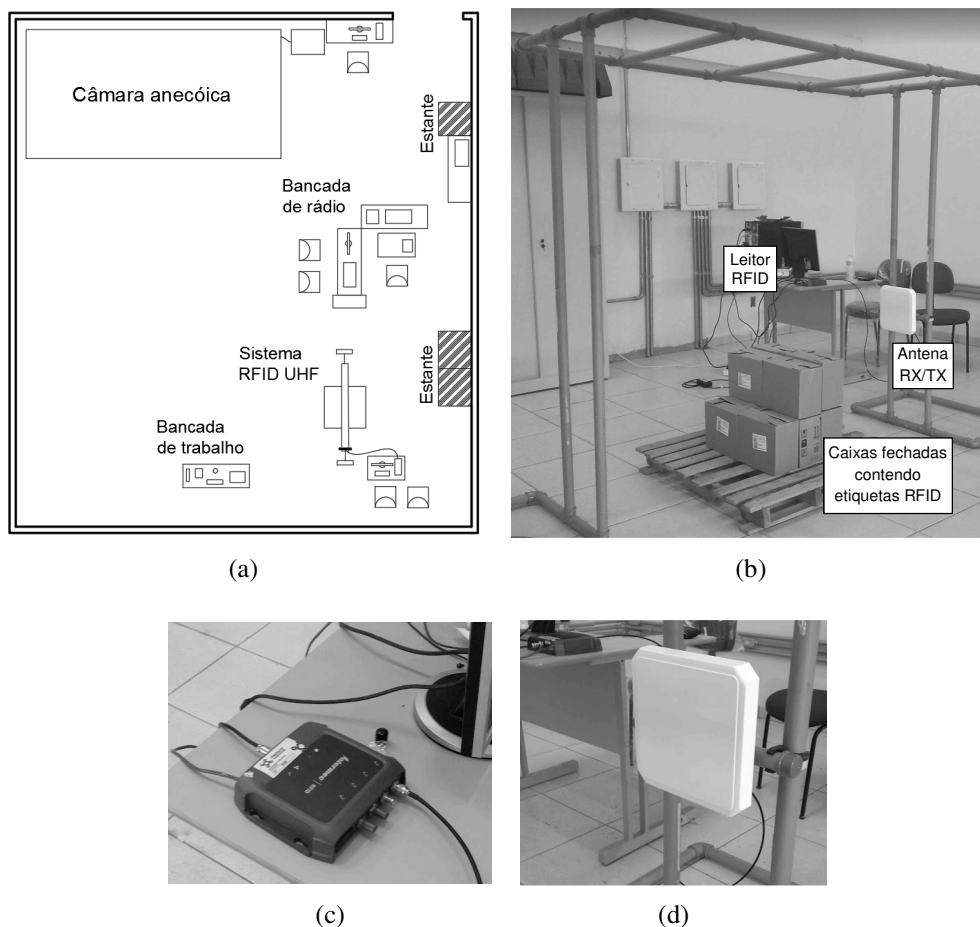 Câmara anecóica
Estante
Bancada
de rádio
Sistema
RFID UHF
Estante
Bancada
de trabalho
(a)
Leitor
RFID
Antena
RX/TX
Caixas fechadas
contendo
etiquetas RFID
(b)
(c)
(d)